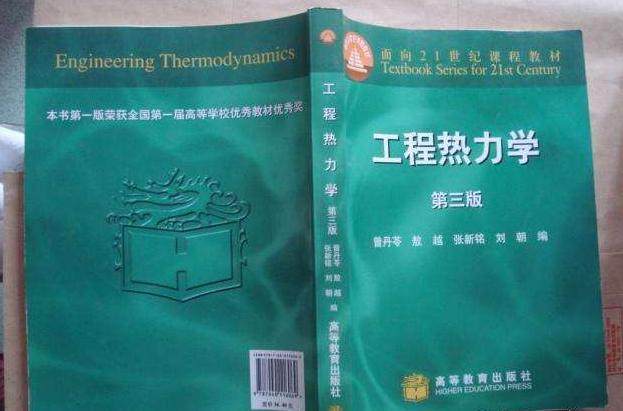 Engineering Thermodynamics
本书第一版荣获全国第一届高等学校优秀教材优秀奖
工程热力学
第三版
曾丹苓 敖越
张新铭 刘朝 编
高等教育出版社
面向21世纪课程教材
Textbook Series for 21st Century
工程热力学
第三版
曾丹苓 敖 越 张新铭 刘 朝 编
高等教育出版社
HIGHER EDUCATION PRESS